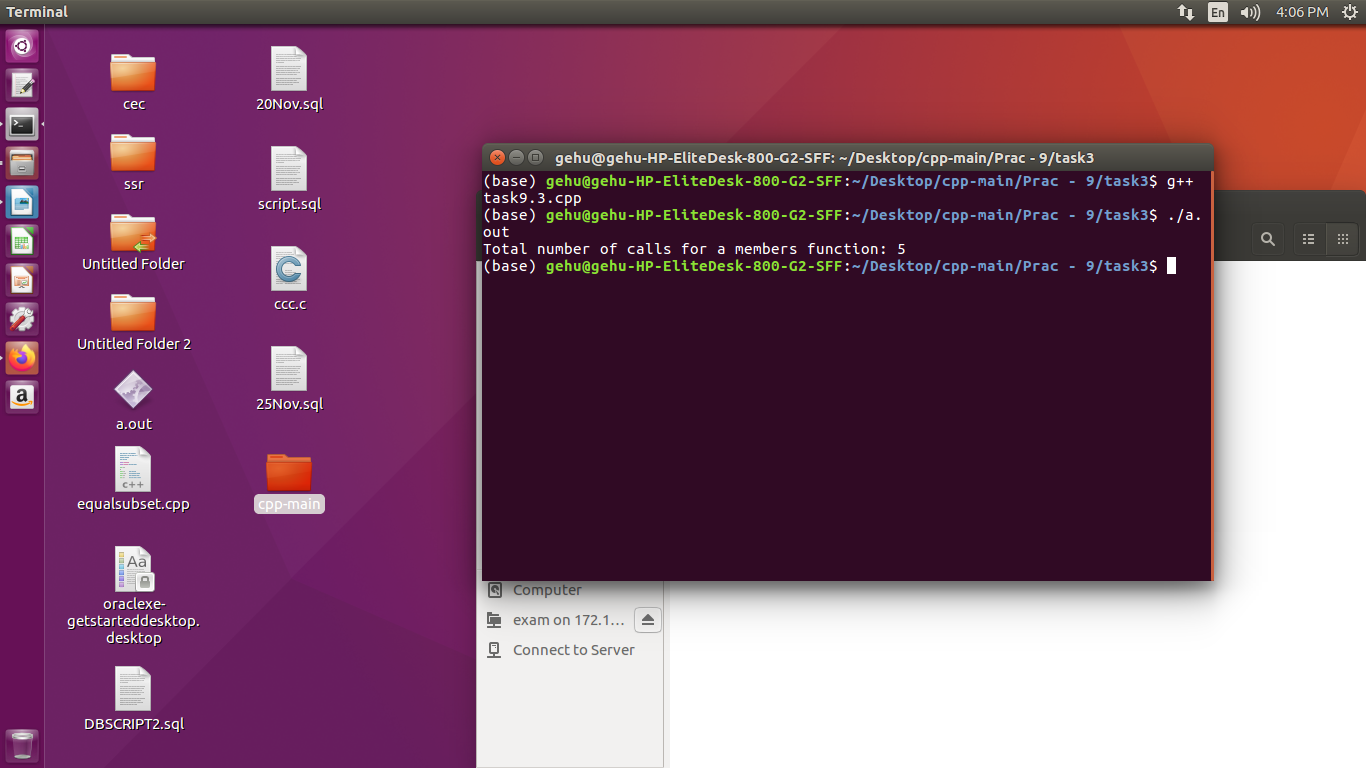 Terminal
En
4:06 PM
cec
20Nov.sql
ssr
script.sql
Untitled Folder
ccc.c
Untitled Folder 2
25Nov.sql
a.out
c++
equalsubset.cpp
cpp-main
Aa
oraclexe-
getstarteddesktop.
desktop
DBSCRIPT2.sql
gehu@gehu-HP-EliteDesk-800-G2-SFF: ~/Desktop/cpp-main/Prac - 9/task3
(base) gehu@gehu-HP-EliteDesk-800-G2-SFF:~/Desktop/cpp-main/Prac - 9/task3$ g++
task9.3.cpp
(base) gehu@gehu-HP-EliteDesk-800-G2-SFF:~/Desktop/cpp-main/Prac - 9/task3$ ./a.
out
Total number of calls for a members function: 5
(base) gehu@gehu-HP-EliteDesk-800-G2-SFF:~/Desktop/cpp-main/Prac - 9/task3$
Computer
exam on 172.1…
Connect to Server